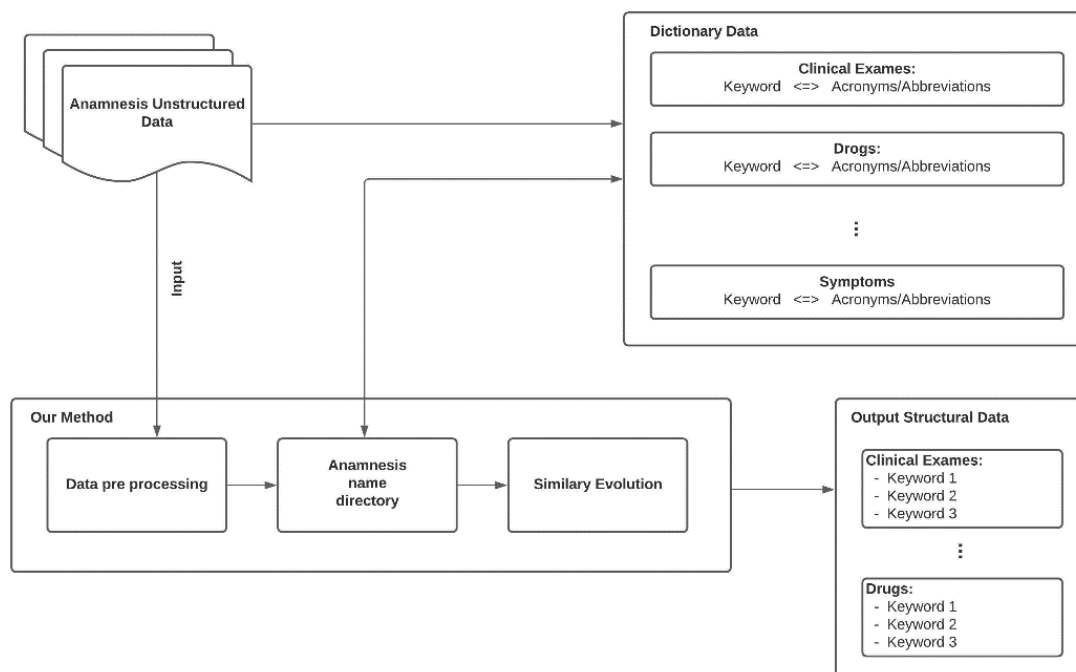 Anamnesis Unstructured
Data
Input
Dictionary Data
Clinical Exames:
Keyword <=> Acronyms/Abbreviations
Drogs:
Keyword <=> Acronyms/Abbreviations
...
Symptoms
Keyword <=> Acronyms/Abbreviations
Our Method
Data pre processing
Anamnesis
name
directory
Similary Evolution
Output Structural Data
Clinical Exames:
- Keyword 1
- Keyword 2
- Keyword 3
...
Drugs:
- Keyword 1
- Keyword 2
- Keyword 3